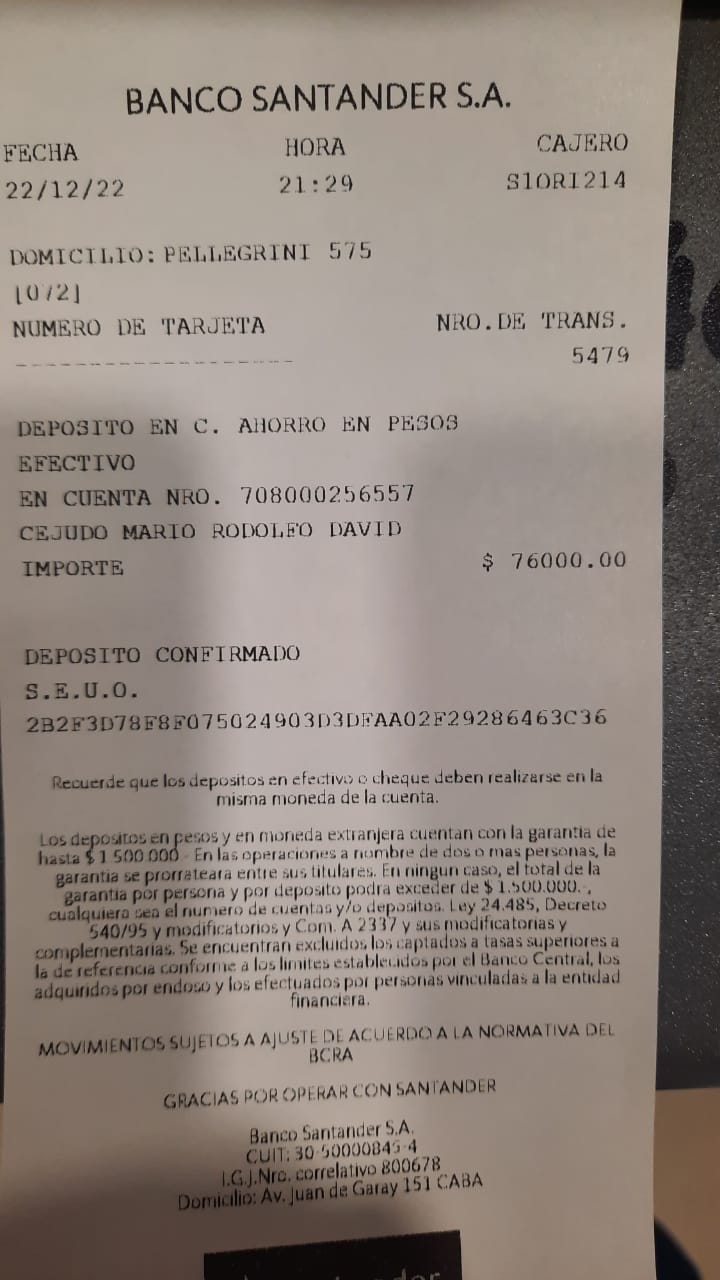 BANCO SANTANDER S.A.
FECHA HORA CAJERO
22/12/22 21:29 S1ORI214
DOMICILIO: PELLEGRINI 575
[072]
NUMERO DE TARJETA NRO.DE TRANS.
------------------- 5479
DEPOSITO EN C. AHORRO EN PESOS
EFECTIVO
EN CUENTA NRO. 708000256557
CEJUDO MARIO RODOLFO DAVID
IMPORTE $ 76000.00
DEPOSITO CONFIRMADO
S.E.U.O.
2B2F3D78F8F075024903D3DFAA02F29286463C36
Recuerde que los depositos en efectivo o cheque deben realizarse en la
misma moneda de la cuenta.
Los depositos en pesos y en moneda extranjera cuentan con la garantia de
hasta $ 1.500.000.- En las operaciones a nombre de dos o mas personas, la
garantia se prorrateara entre sus titulares. En ningun caso, el total de la
garantia por persona y por deposito podra exceder de $ 1.500.000.-,
cualquiera sea el numero de cuentas y/o depositos. Ley 24.485, Decreto
540/95 y modificatorios y Com. A 2337 y sus modificatorias y
complementarias. Se encuentran excluidos los captados a tasas superiores a
la de referencia conforme a los limites establecidos por el Banco Central, los
adquiridos por endoso y los efectuados por personas vinculadas a la entidad
financiera.
MOVIMIENTOS SUJETOS A AJUSTE DE ACUERDO A LA NORMATIVA DEL
BCRA
GRACIAS POR OPERAR CON SANTANDER
Banco Santander S.A.
CUIT: 30-50000845-4
I.G.J.Nro. correlativo 800678
Domicilio: Av. Juan de Garay 151 CABA